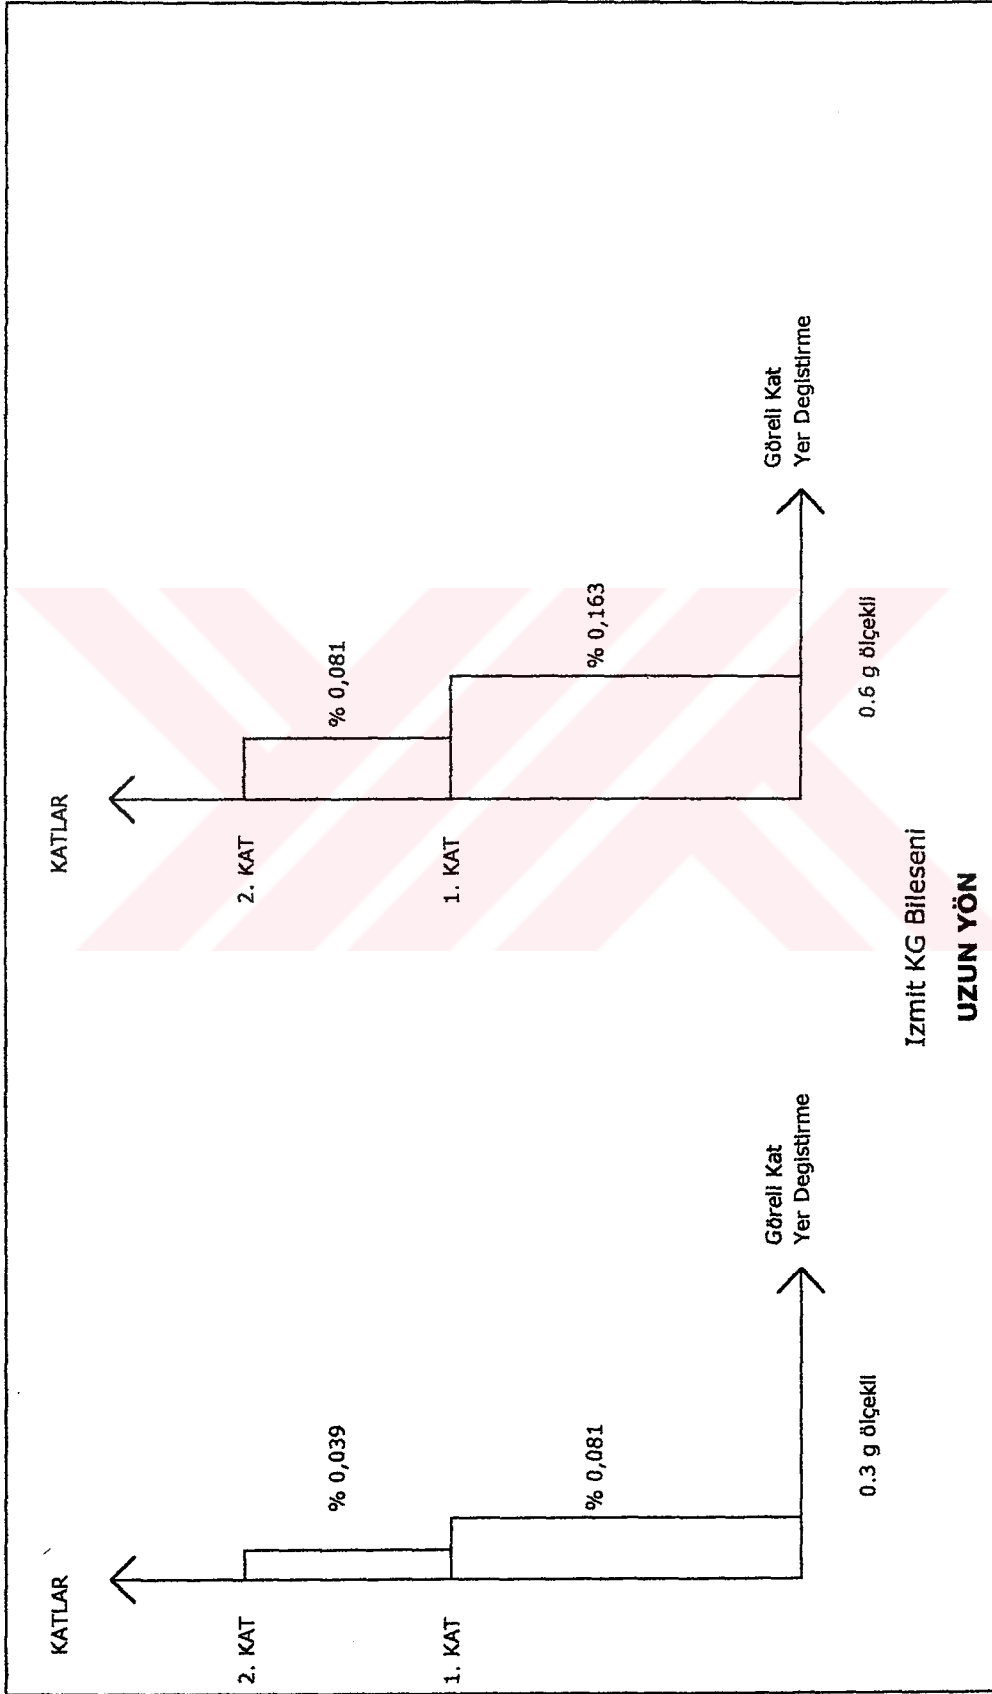 KATLAR
2. KAT
% 0,039
1. KAT
% 0,081
Göreli Kat
Yer Degistirme
0.3 g ölçekli
KATLAR
2. KAT
% 0,081
1. KAT
% 0,163
Göreli Kat
Yer Degistirme
0.6 g ölçekli
Izmit KG Bileseni
UZUN YÖN